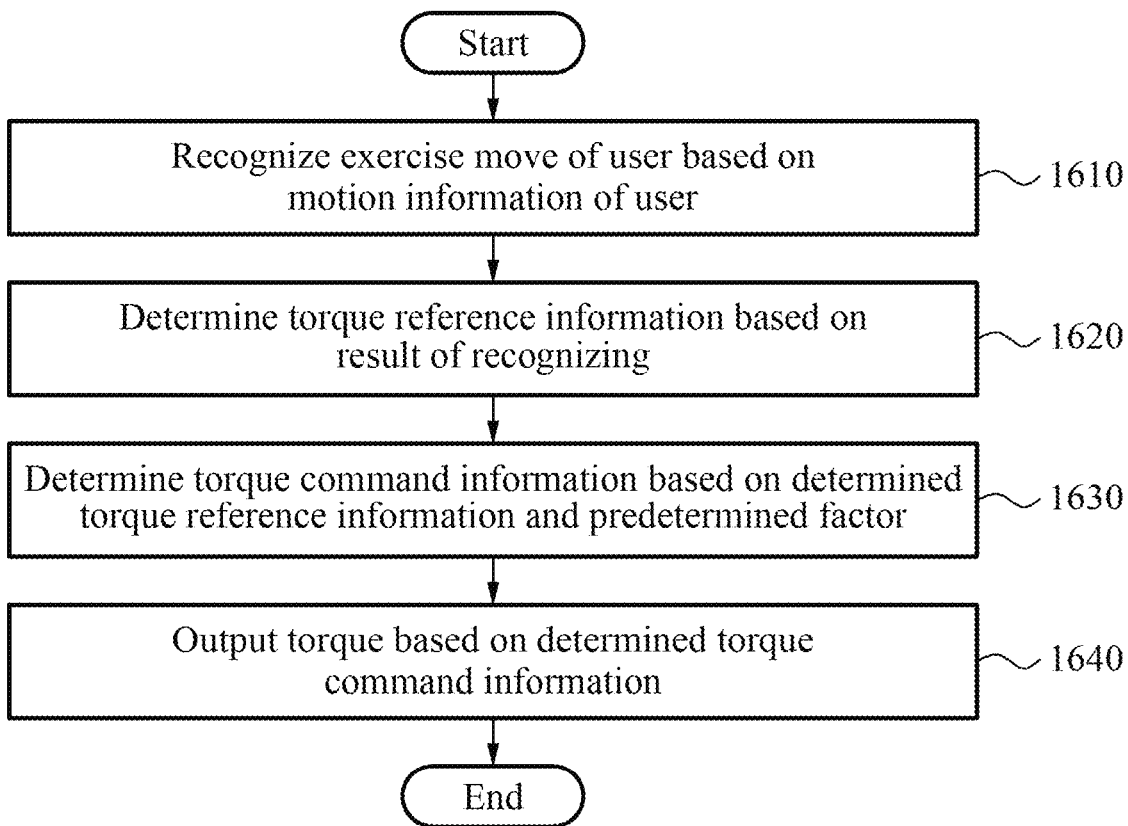 Start
Recognize exercise move of user based on
motion information of user
1610
Determine torque reference information based on
result of recognizing
1620
Determine torque command information based on determined
torque reference information and predetermined factor
1630
Output torque based on determined torque
command information
1640
End